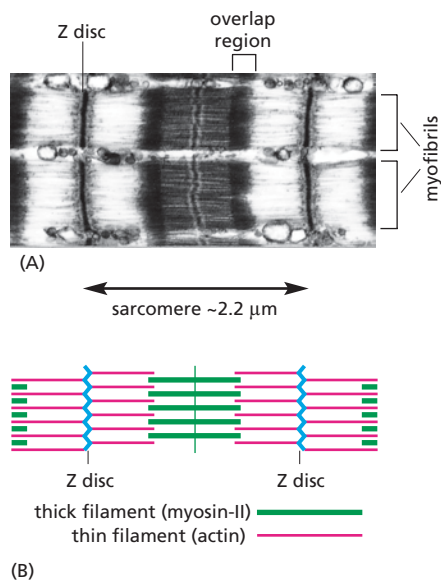 Z disc
overlap
region
myofibrils
(A)
sarcomere ~2.2 μm
Z disc
Z disc
thick filament (myosin-II)
thin filament (actin)
(B)